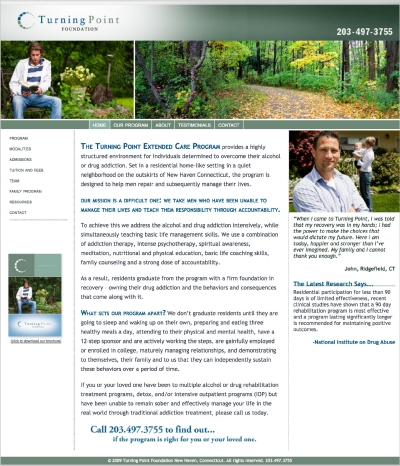 Turning Point
FOUNDATION
203-497-3755
HOME | OUR PROGRAM | ABOUT | TESTIMONIALS | CONTACT
PROGRAM
MODALITIES
ADMISSIONS
TUITION AND FEES
TEAM
FAMILY PROGRAM
RESOURCES
CONTACT
Click to download our brochure
THE TURNING POINT EXTENDED CARE PROGRAM provides a highly
structured environment for individuals determined to overcome their alcohol
or drug addiction. Set in a residential home-like setting in a quiet
neighborhood on the outskirts of New Haven Connecticut, the program is
designed to help men repair and subsequently manage their lives.
OUR MISSION IS A DIFFICULT ONE: WE TAKE MEN WHO HAVE BEEN UNABLE TO
MANAGE THEIR LIVES AND TEACH THEM RESPONSIBILITY THROUGH ACCOUNTABILITY.
To achieve this we address the alcohol and drug addiction intensively, while
simultaneously teaching basic life management skills. We use a combination
of addiction therapy, intense psychotherapy, spiritual awareness,
meditation, nutritional and physical education, basic life coaching skills,
family counseling and a strong dose of accountability.
As a result, residents graduate from the program with a firm foundation in
recovery - owning their drug addiction and the behaviors and consequences
that come along with it.
WHAT SETS OUR PROGRAM APART? We don't graduate residents until they are
going to sleep and waking up on their own, preparing and eating three
healthy meals a day, attending to their physical and mental health, have a
12-step sponsor and are actively working the steps, are gainfully employed
or enrolled in college, maturely managing relationships, and demonstrating
to themselves, their family and to us that they can independently sustain
these behaviors over a period of time.
If you or your loved one have been to multiple alcohol or drug rehabilitation
treatment programs, detox, and/or intensive outpatient programs (IOP) but
have been unable to remain sober and effectively manage your life in the
real world through traditional addiction treatment, please call us today.
Call 203.497.3755 to find out...
if the program is right for you or your loved one.
"When I came to Turning Point, I was told
that my recovery was in my hands; I had
the power to make the choices that
would dictate my future. Here I am
today, happier and stronger than I've
ever imagined. My family and I cannot
thank you enough."
John, Ridgefield, CT
The Latest Research Says...
Residential participation for less than 90
days is of limited effectiveness, recent
clinical studies have shown that a 90 day
rehabilitation program is most effective
and a program lasting significantly longer
is recommended for maintaining positive
outcomes.
-National Institute on Drug Abuse
© 2009 Turning Point Foundation New Haven, Connecticut. All rights reserved. 203.497.3755